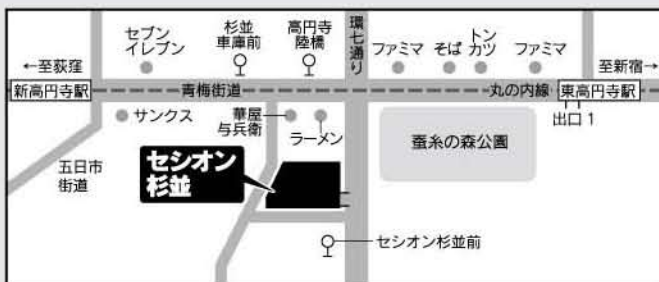 セブン
イレブン
杉並
車庫前
高円寺
陸橋
環七通り
ファミマ
そば
トン
カツ
ファミマ
←至荻窪
至新宿→
新高円寺駅
青梅街道
丸の内線
東高円寺駅
出口 1
サンクス
華屋
与兵衛
ラーメン
蚕糸の森公園
五日市
街道
セシオン
杉並
セシオン杉並前